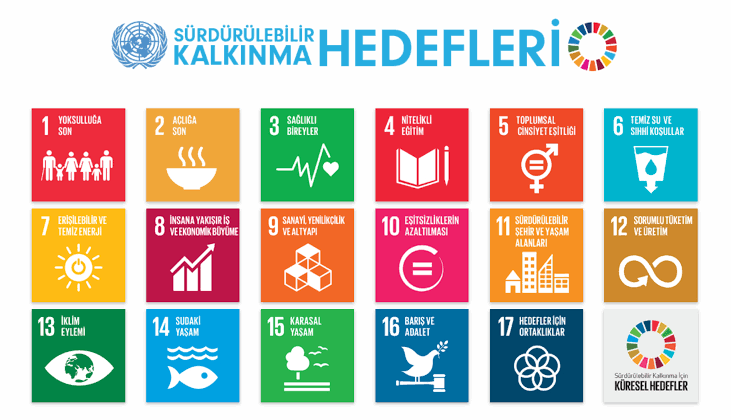 SÜRDÜRÜLEBİLİR
KALKINMA HEDEFLERİ
1 YOKSULLUĞA
SON
2 AÇLIĞA
SON
3 SAĞLIKLI
BİREYLER
4 NİTELİKLİ
EĞİTİM
5 TOPLUMSAL
CİNSİYET EŞİTLİĞİ
6 TEMİZ SU VE
SIHHİ KOŞULLAR
7 ERİŞİLEBİLİR VE
TEMİZ ENERJİ
8 İNSANA YAKIŞIR İŞ
VE EKONOMİK BÜYÜME
9 SANAYİ, YENİLİKÇİLİK
VE ALTYAPI
10 EŞİTSİZLİKLERİN
AZALTILMASI
11 SÜRDÜRÜLEBİLİR
ŞEHİR VE YAŞAM
ALANLARI
12 SORUMLU TÜKETİM
VE ÜRETİM
13 İKLİM
EYLEMİ
14 SUDAKİ
YAŞAM
15 KARASAL
YAŞAM
16 BARIŞ VE
ADALET
17 HEDEFLER İÇİN
ORTAKLIKLAR
Sürdürülebilir Kalkınma İçin
KÜRESEL HEDEFLER